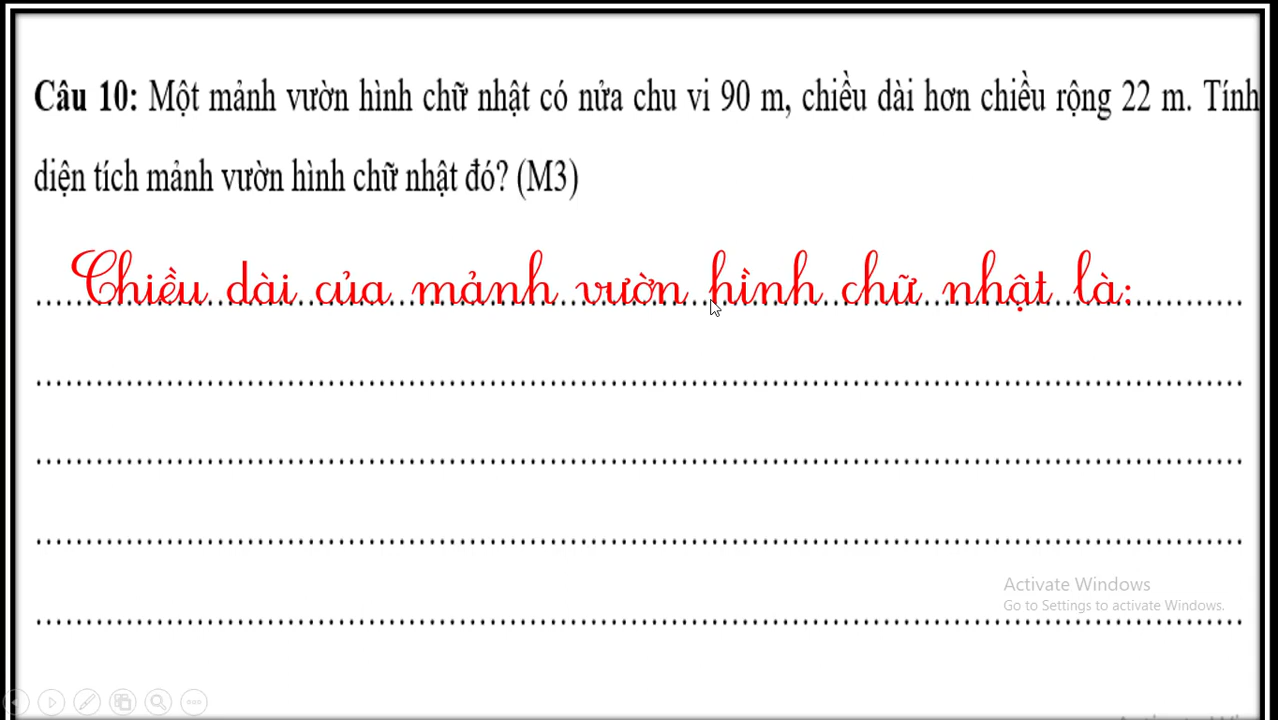 Câu 10: Một mảnh vườn hình chữ nhật có nửa chu vi 90 m, chiều dài hơn chiều rộng 22 m. Tính
diện tích mảnh vườn hình chữ nhật đó? (M3)
Chiều dài của mảnh vườn hình chữ nhật là:
Activate Windows
Go to Settings to activate Windows.